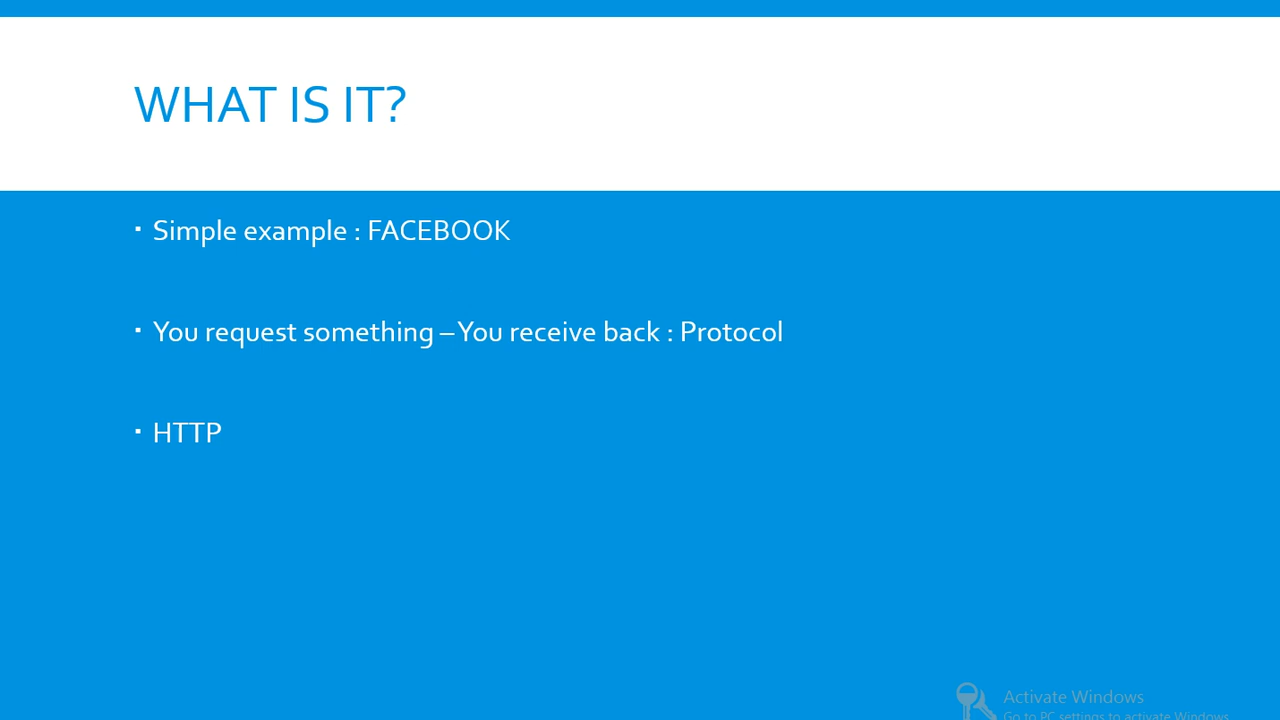 WHAT IS IT?
Simple example : FACEBOOK
You request something – You receive back : Protocol
HTTP
Activate Windows
Go to PC settings to activate Windows.